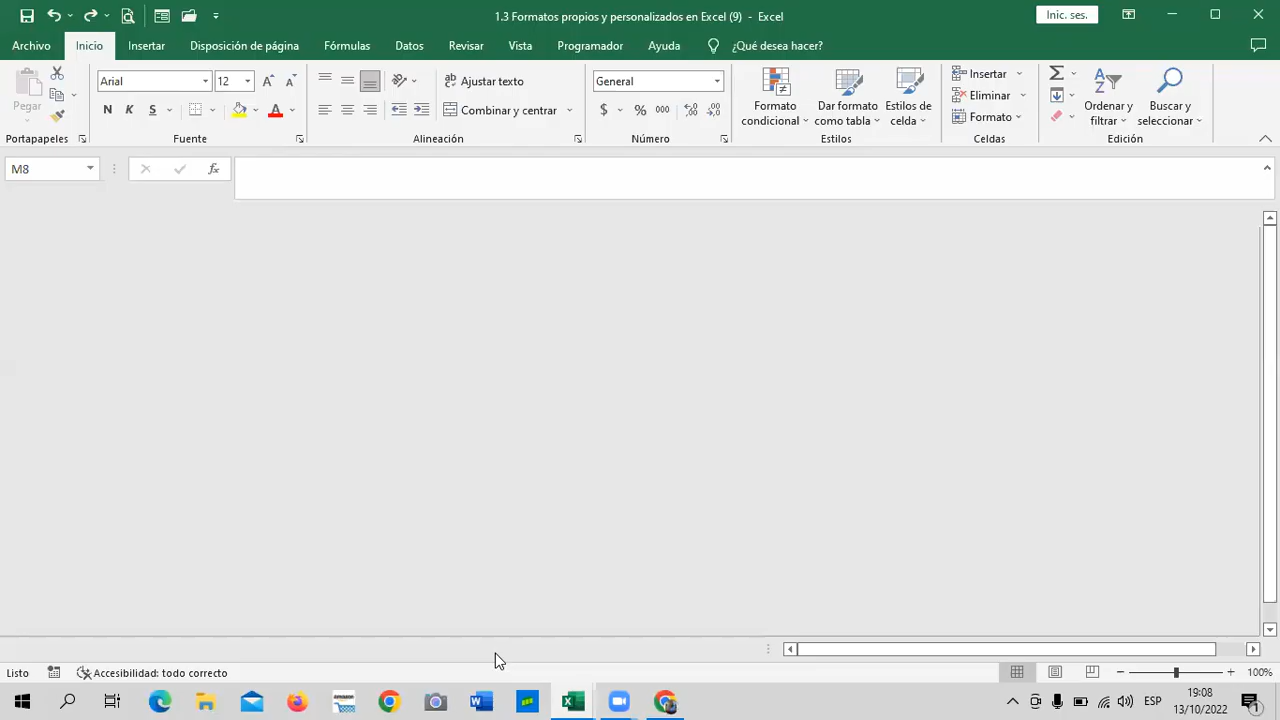 1.3 Formatos propios y personalizados en Excel (9) - Excel
Inic. ses.
Archivo
Inicio
Insertar
Disposición de página
Fórmulas
Datos
Revisar
Vista
Programador
Ayuda
¿Qué desea hacer?
Pegar
Portapapeles
Arial
12
N K S
Fuente
Ajustar texto
Combinar y centrar
Alineación
General
$ % 000
Número
Formato condicional
Dar formato como tabla
Estilos de celda
Estilos
Insertar
Eliminar
Formato
Celdas
Ordenar y filtrar
Buscar y seleccionar
Edición
M8
fx
Listo
Accesibilidad: todo correcto
100%
ESP
19:08
13/10/2022